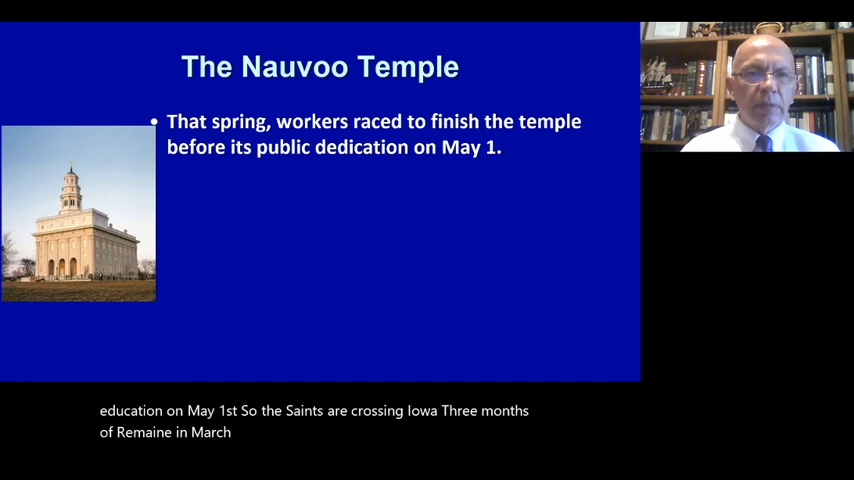 The Nauvoo Temple
• That spring, workers raced to finish the temple
before its public dedication on May 1.
education on May 1st So the Saints are crossing Iowa Three months
of Remaine in March